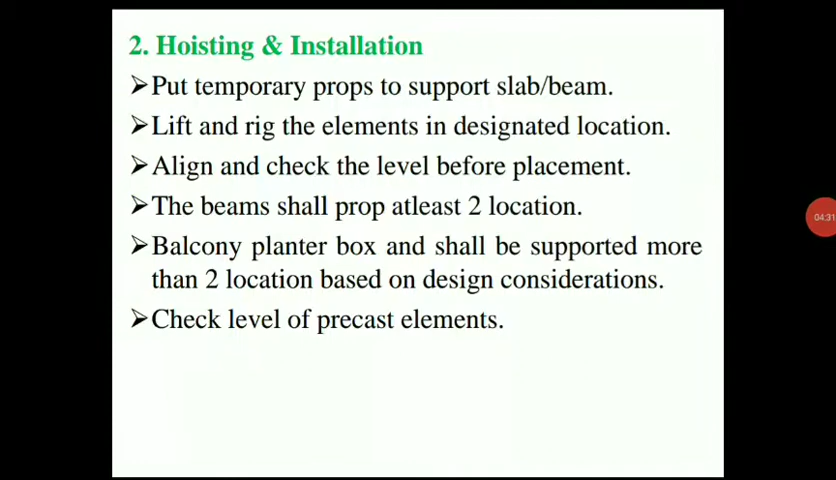 2. Hoisting & Installation
➢Put temporary props to support slab/beam.
➢Lift and rig the elements in designated location.
➢Align and check the level before placement.
➢The beams shall prop atleast 2 location.
➢Balcony planter box and shall be supported more
than 2 location based on design considerations.
➢Check level of precast elements.
04:31